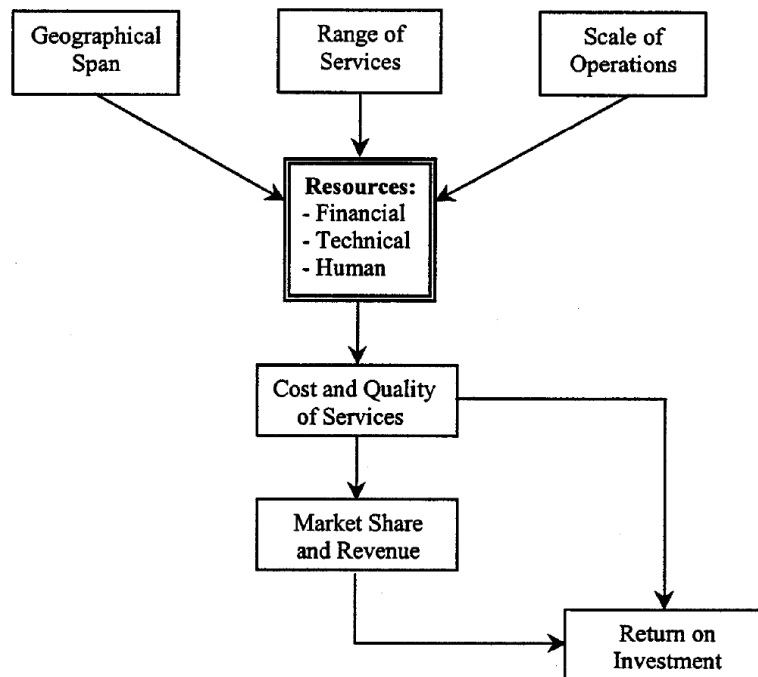 Geographical
Span
Range of
Services
Scale of
Operations
Resources:
- Financial
- Technical
- Human
Cost and Quality
of Services
Market Share
and Revenue
Return on
Investment